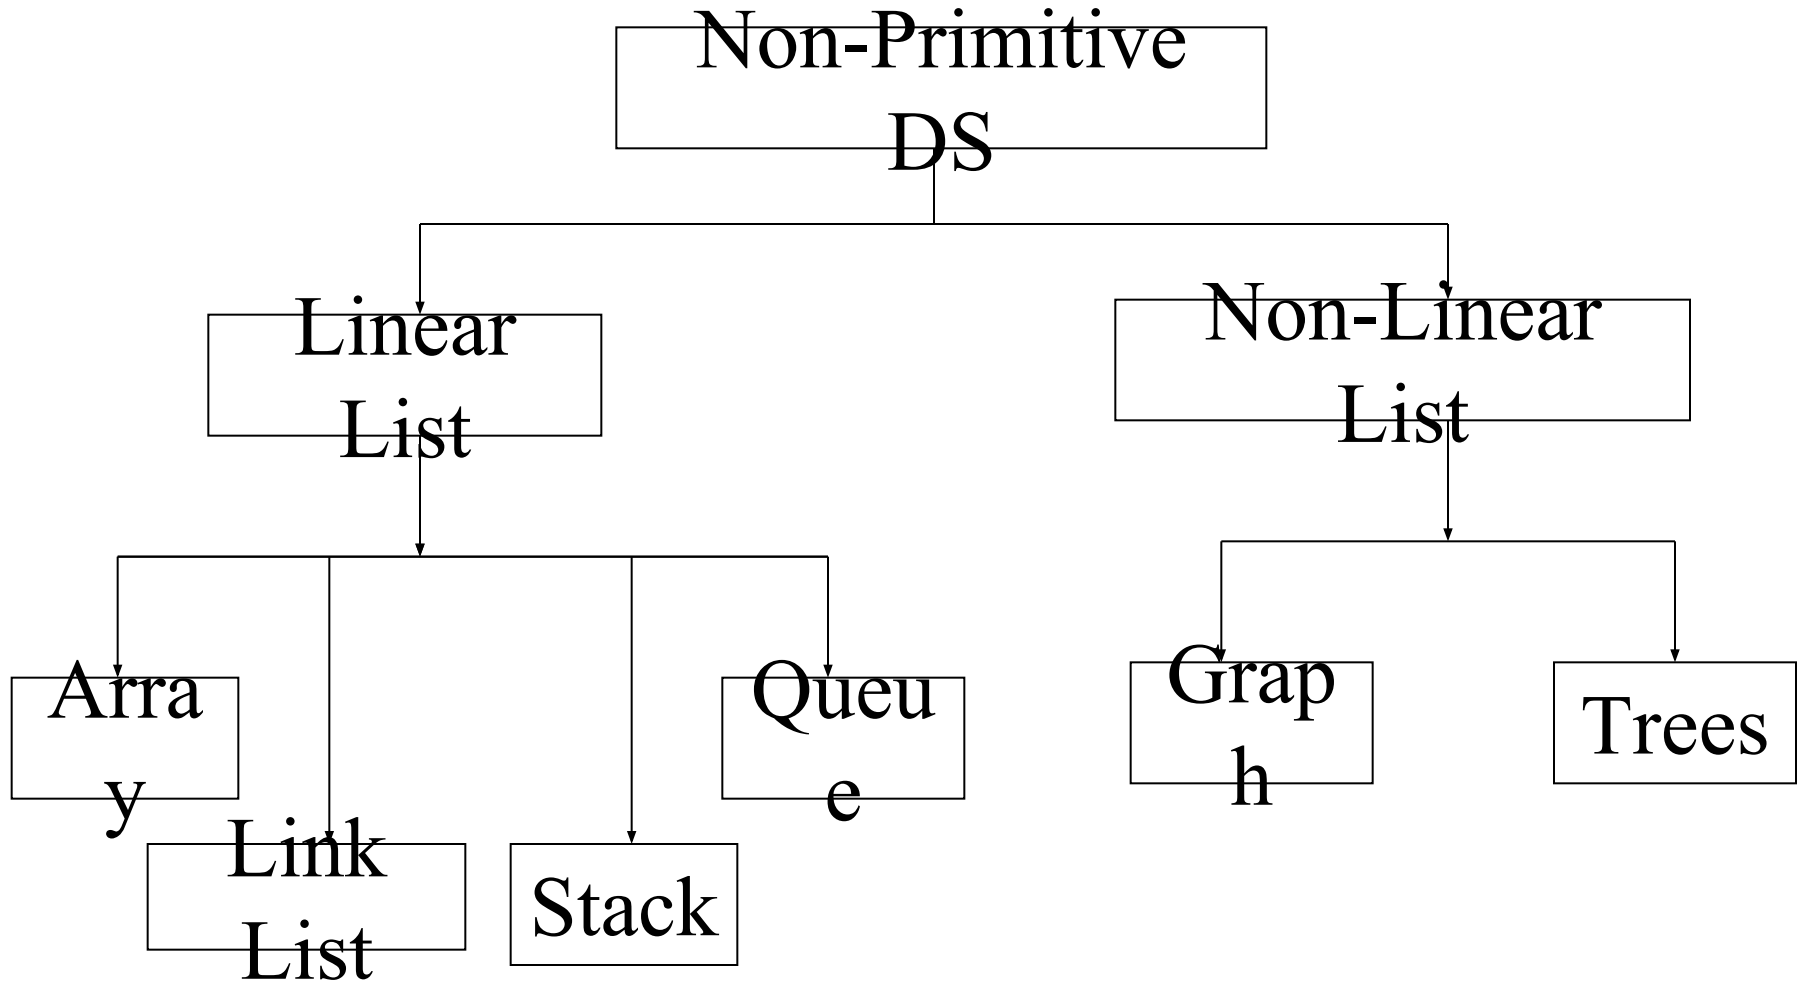 Non-Primitive
DS
Linear
List
Non-Linear
List
Arra
y
Queu
e
Grap
h
Trees
Link
List
Stack